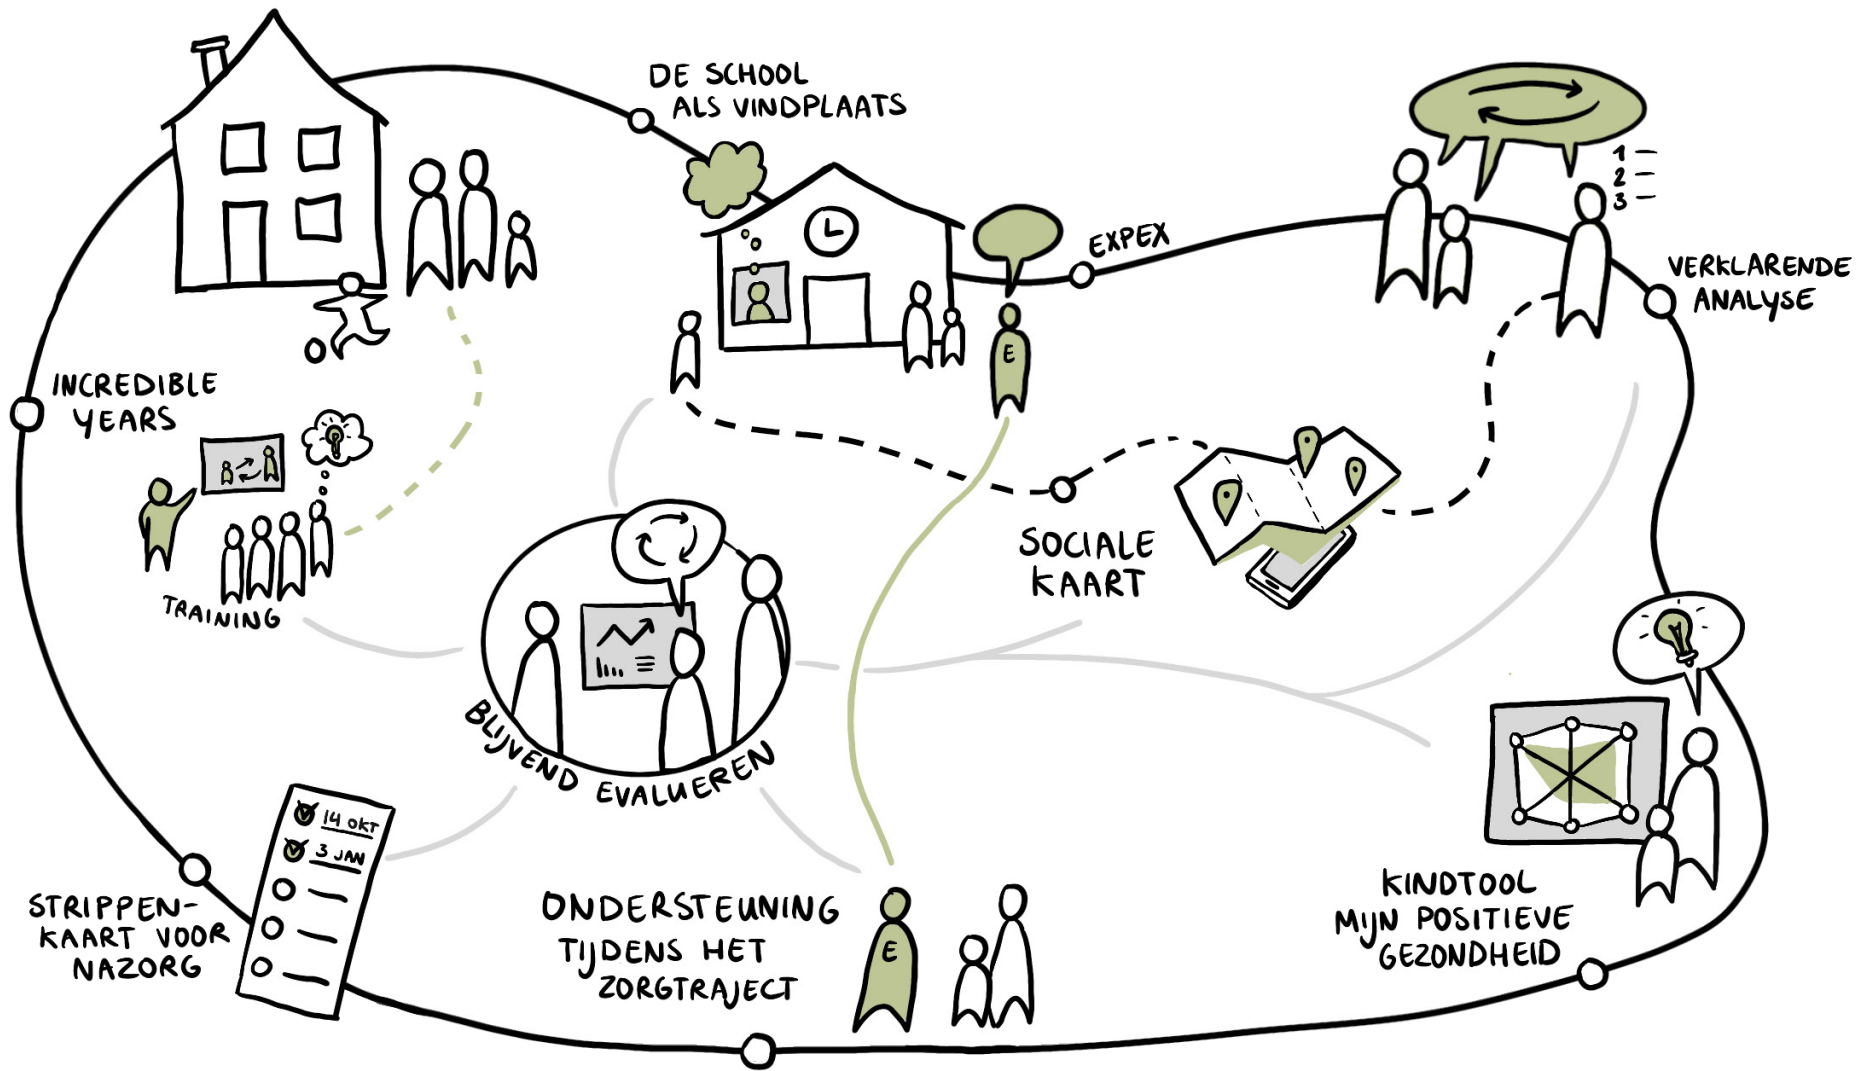 DE SCHOOL
ALS VINDPLAATS
EXPEX
1
2
3
VERKLARENDE
ANALYSE
E
INCREDIBLE
YEARS
TRAINING
SOCIALE
KAART
BLIJVEND EVALUEREN
14 OKT
3 JAN
STRIPPEN-
KAART VOOR
NAZORG
ONDERSTEUNING
TIJDENS HET
ZORGTRAJECT
E
KINDTOOL
MIJN POSITIEVE
GEZONDHEID